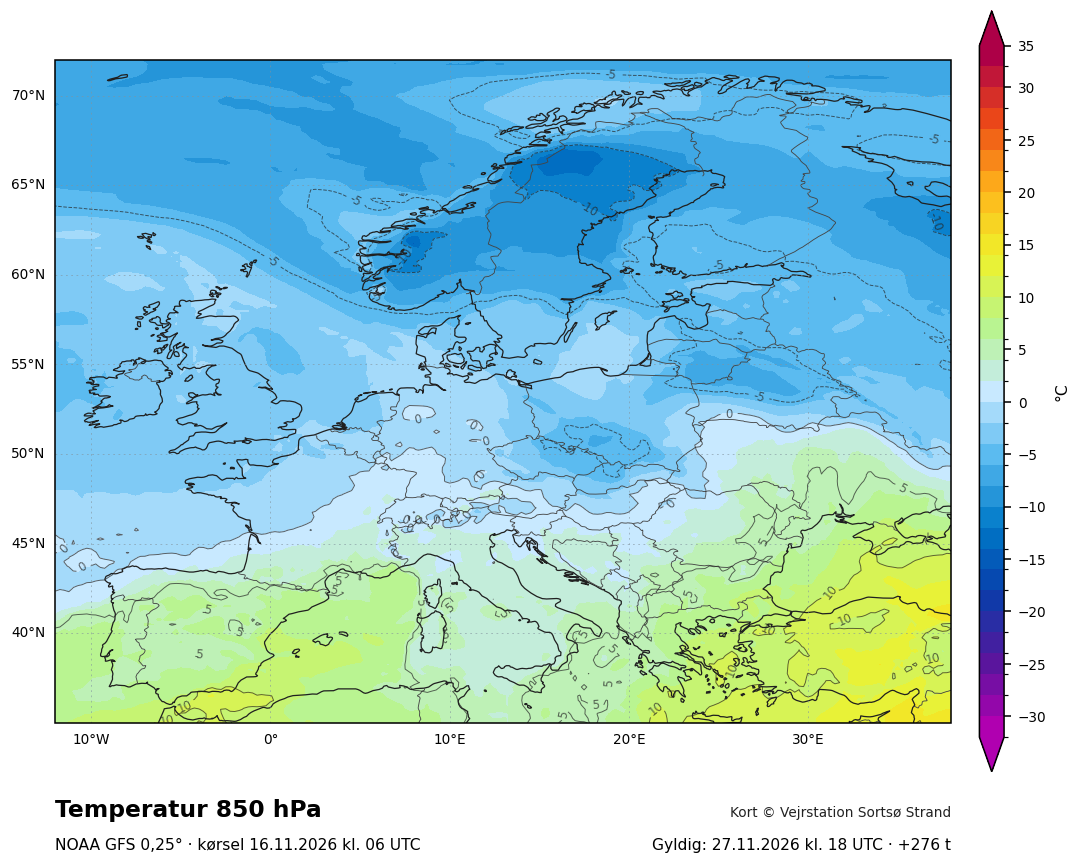 70°N
65°N
60°N
55°N
50°N
45°N
40°N
10°W 0° 10°E 20°E 30°E
35
30
25
20
15
10
5
0
−5
−10
−15
−20
−25
−30
°C
Temperatur 850 hPa
Kort © Vejrstation Sortsø Strand
NOAA GFS 0,25° · kørsel 16.11.2026 kl. 06 UTC
Gyldig: 27.11.2026 kl. 18 UTC · +276 t